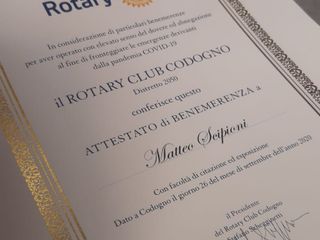 Rotary
In considerazione di particolari benemerenze
per aver operato con elevato senso del dovere ed abnegazione
al fine di fronteggiare le emergenze derivanti
dalla pandemia COVID-19
il ROTARY CLUB CODOGNO
Distretto 2050
conferisce questo
ATTESTATO di BENEMERENZA a
Matteo Scipioni
Con facoltà di citazione ed esposizione
Dato a Codogno il giorno 26 del mese di settembre dell'anno 2020
il Presidente
del Rotary Club Codogno